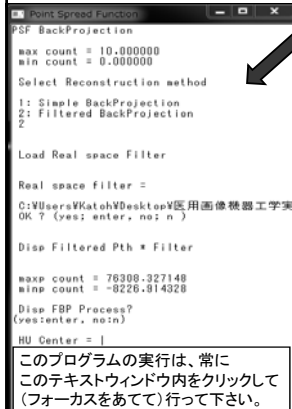 Point Spread Function
PSF BackProjection
max count = 10.000000
min count = 0.000000
Select Reconstruction method
1: Simple BackProjection
2: Filtered BackProjection
2
Load Real space Filter
Real space filter =
C:¥Users¥Katoh¥Desktop¥医用画像機器工学実
OK ? (yes; enter, no; n )
Disp Filtered Pth * Filter
maxp count = 76308.327148
minp count = -8226.914328
Disp FBP Process?
(yes:enter, no:n)
HU Center = |
このプログラムの実行は、常に
このテキストウィンドウ内をクリックして
(フォーカスをあてて)行って下さい。